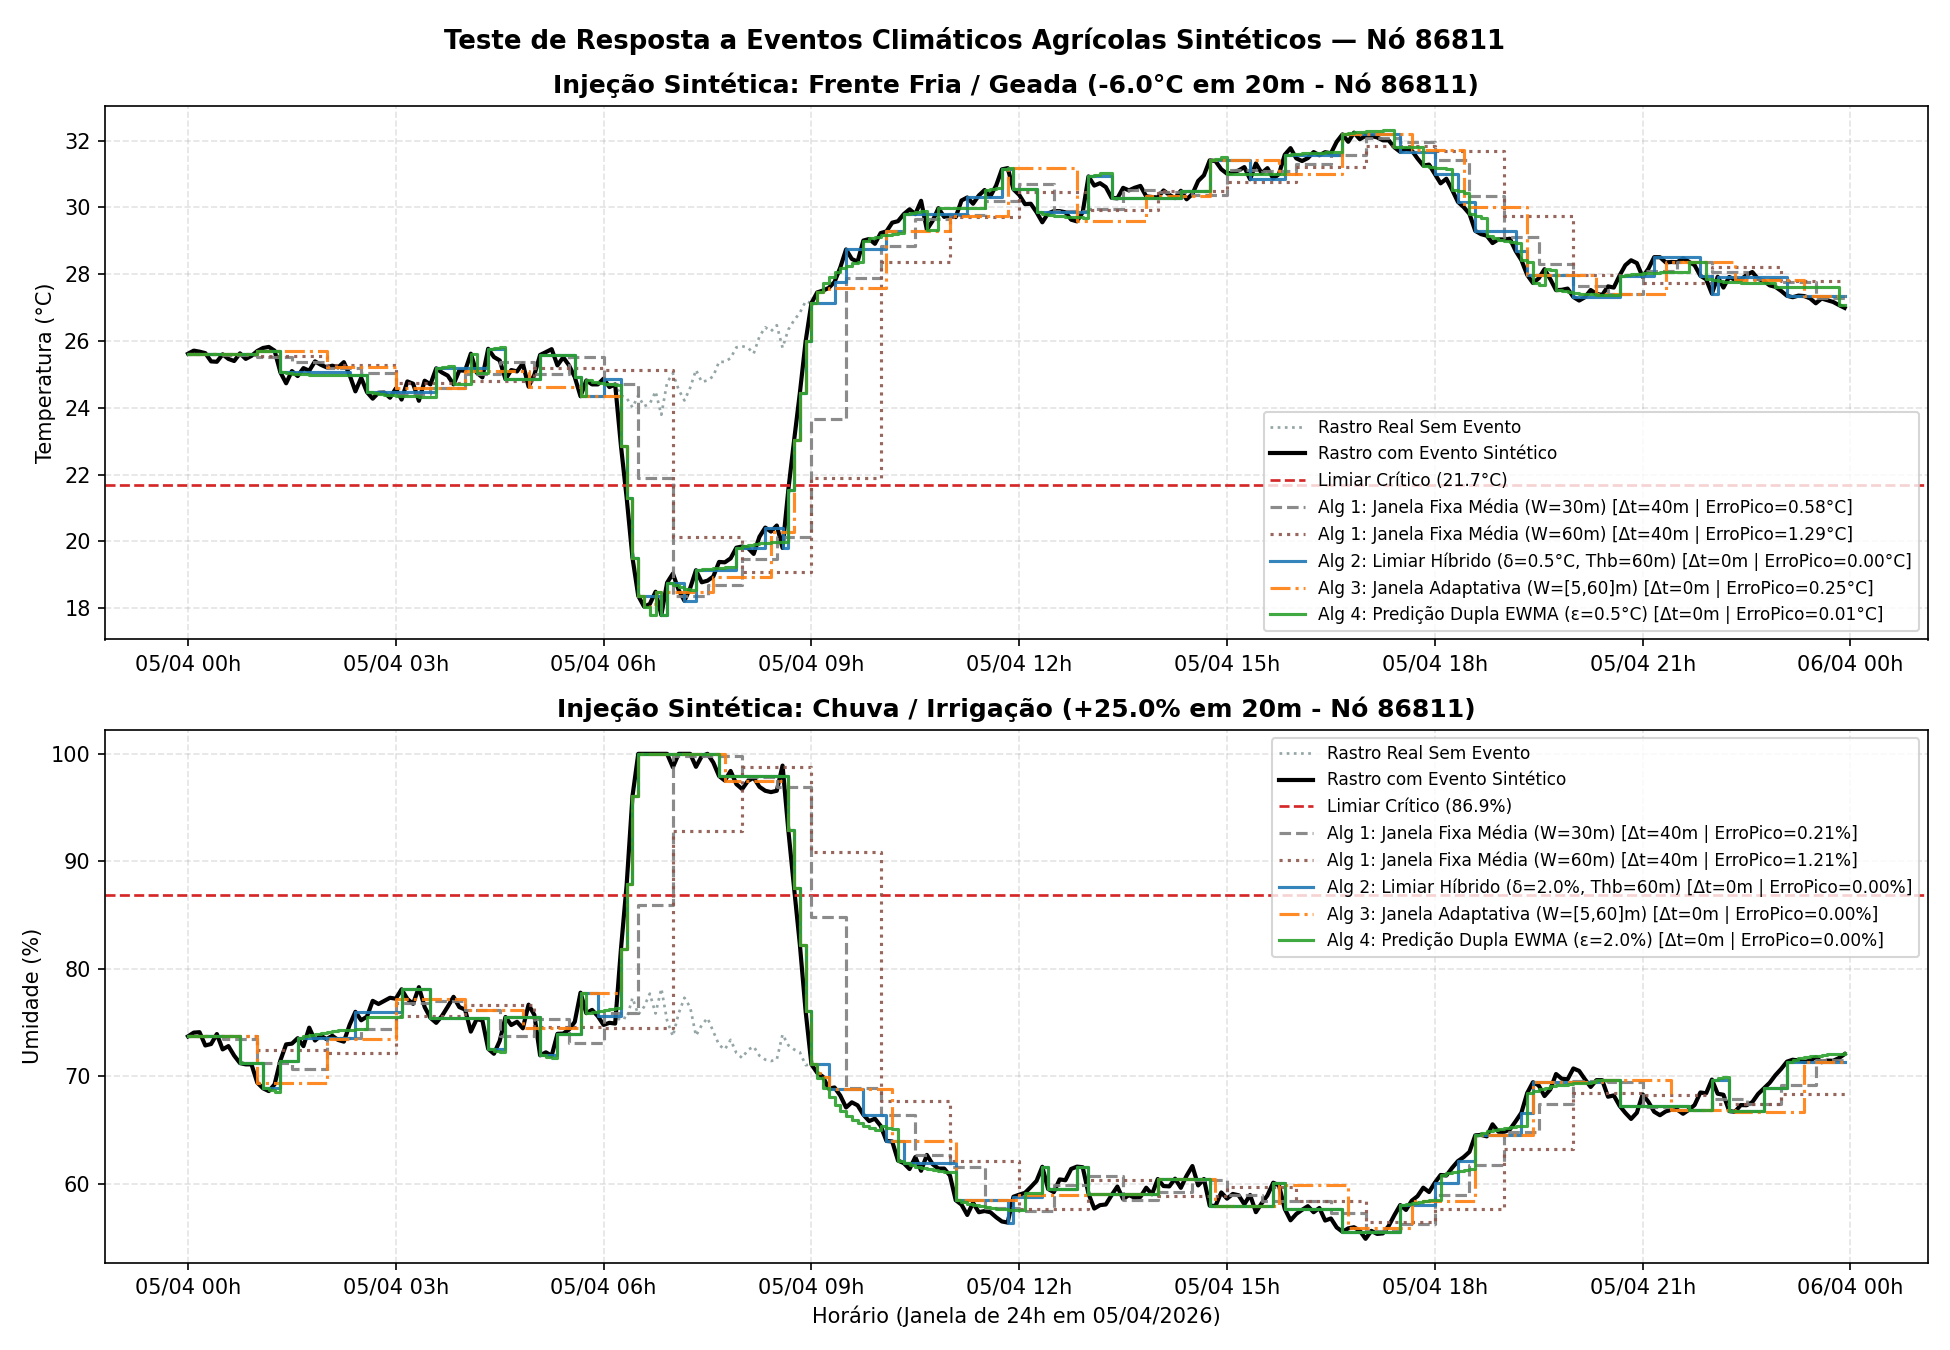 Teste de Resposta a Eventos Climáticos Agrícolas Sintéticos — Nó 86811
Injeção Sintética: Frente Fria / Geada (-6.0°C em 20m - Nó 86811)
Temperatura (°C)
32
30
28
26
24
22
20
18
Rastro Real Sem Evento
Rastro com Evento Sintético
Limiar Crítico (21.7°C)
Alg 1: Janela Fixa Média (W=30m) [Δt=40m | ErroPico=0.58°C]
Alg 1: Janela Fixa Média (W=60m) [Δt=40m | ErroPico=1.29°C]
Alg 2: Limiar Híbrido (δ=0.5°C, Thb=60m) [Δt=0m | ErroPico=0.00°C]
Alg 3: Janela Adaptativa (W=[5,60]m) [Δt=0m | ErroPico=0.25°C]
Alg 4: Predição Dupla EWMA (ε=0.5°C) [Δt=0m | ErroPico=0.01°C]
05/04 00h 05/04 03h 05/04 06h 05/04 09h 05/04 12h 05/04 15h 05/04 18h 05/04 21h 06/04 00h
Injeção Sintética: Chuva / Irrigação (+25.0% em 20m - Nó 86811)
Umidade (%)
100
90
80
70
60
Rastro Real Sem Evento
Rastro com Evento Sintético
Limiar Crítico (86.9%)
Alg 1: Janela Fixa Média (W=30m) [Δt=40m | ErroPico=0.21%]
Alg 1: Janela Fixa Média (W=60m) [Δt=40m | ErroPico=1.21%]
Alg 2: Limiar Híbrido (δ=2.0%, Thb=60m) [Δt=0m | ErroPico=0.00%]
Alg 3: Janela Adaptativa (W=[5,60]m) [Δt=0m | ErroPico=0.00%]
Alg 4: Predição Dupla EWMA (ε=2.0%) [Δt=0m | ErroPico=0.00%]
05/04 00h 05/04 03h 05/04 06h 05/04 09h 05/04 12h 05/04 15h 05/04 18h 05/04 21h 06/04 00h
Horário (Janela de 24h em 05/04/2026)